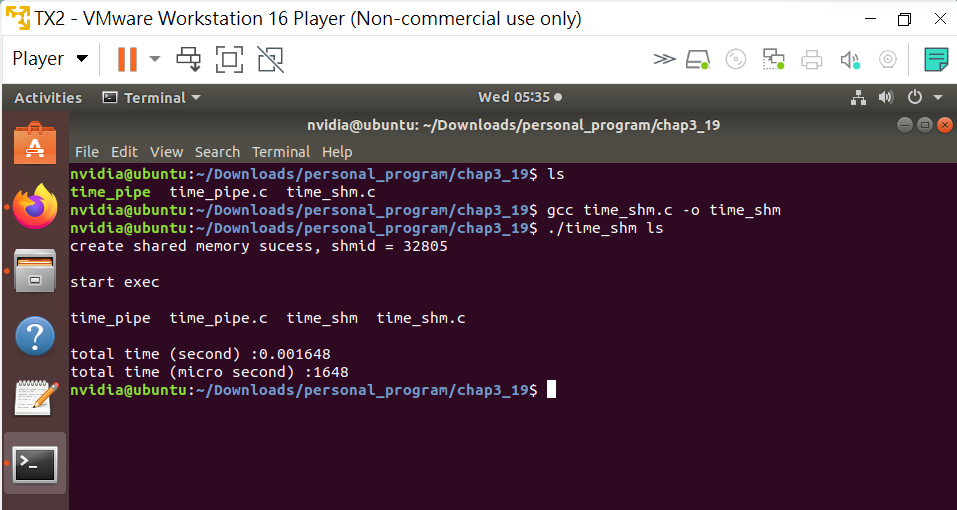 TX2 - VMware Workstation 16 Player (Non-commercial use only)
Player
Activities Terminal Wed 05:35
nvidia@ubuntu: ~/Downloads/personal_program/chap3_19
File Edit View Search Terminal Help
nvidia@ubuntu:~/Downloads/personal_program/chap3_19$ ls
time_pipe time_pipe.c time_shm.c
nvidia@ubuntu:~/Downloads/personal_program/chap3_19$ gcc time_shm.c -o time_shm
nvidia@ubuntu:~/Downloads/personal_program/chap3_19$ ./time_shm ls
create shared memory sucess, shmid = 32805
start exec
time_pipe time_pipe.c time_shm time_shm.c
total time (second) :0.001648
total time (micro second) :1648
nvidia@ubuntu:~/Downloads/personal_program/chap3_19$